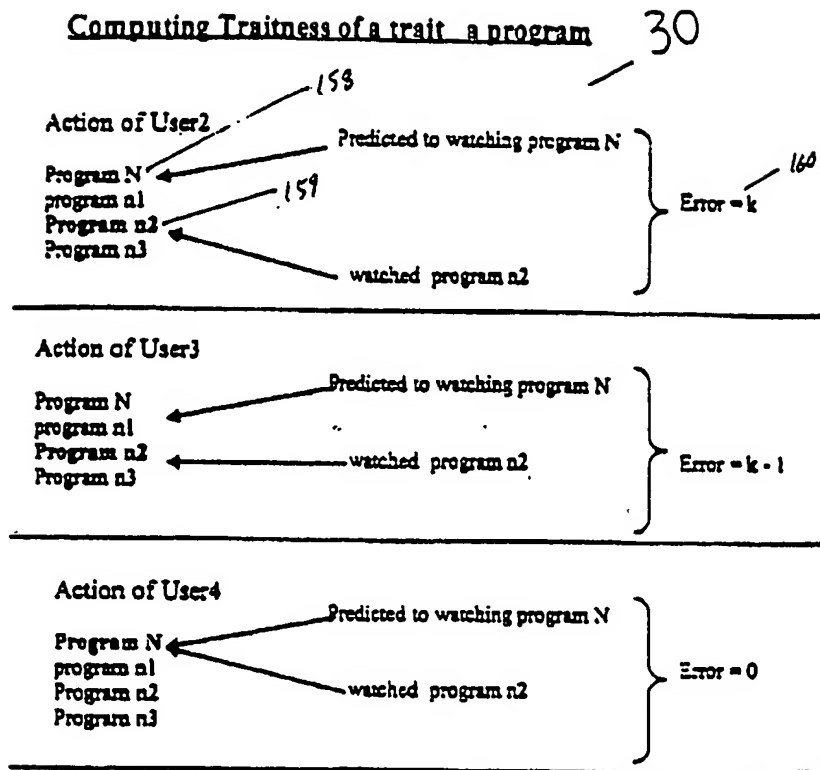 Computing Traitness of a trait a program
30
158
Action of User2
Predicted to watching program N
Program N
program n1
Program n2
Program n3
159
160
Error = k
watched program n2
Action of User3
Predicted to watching program N
Program N
program n1
Program n2
Program n3
watched program n2
Error = k - 1
Action of User4
Predicted to watching program N
Program N
program n1
Program n2
Program n3
watched program n2
Error = 0